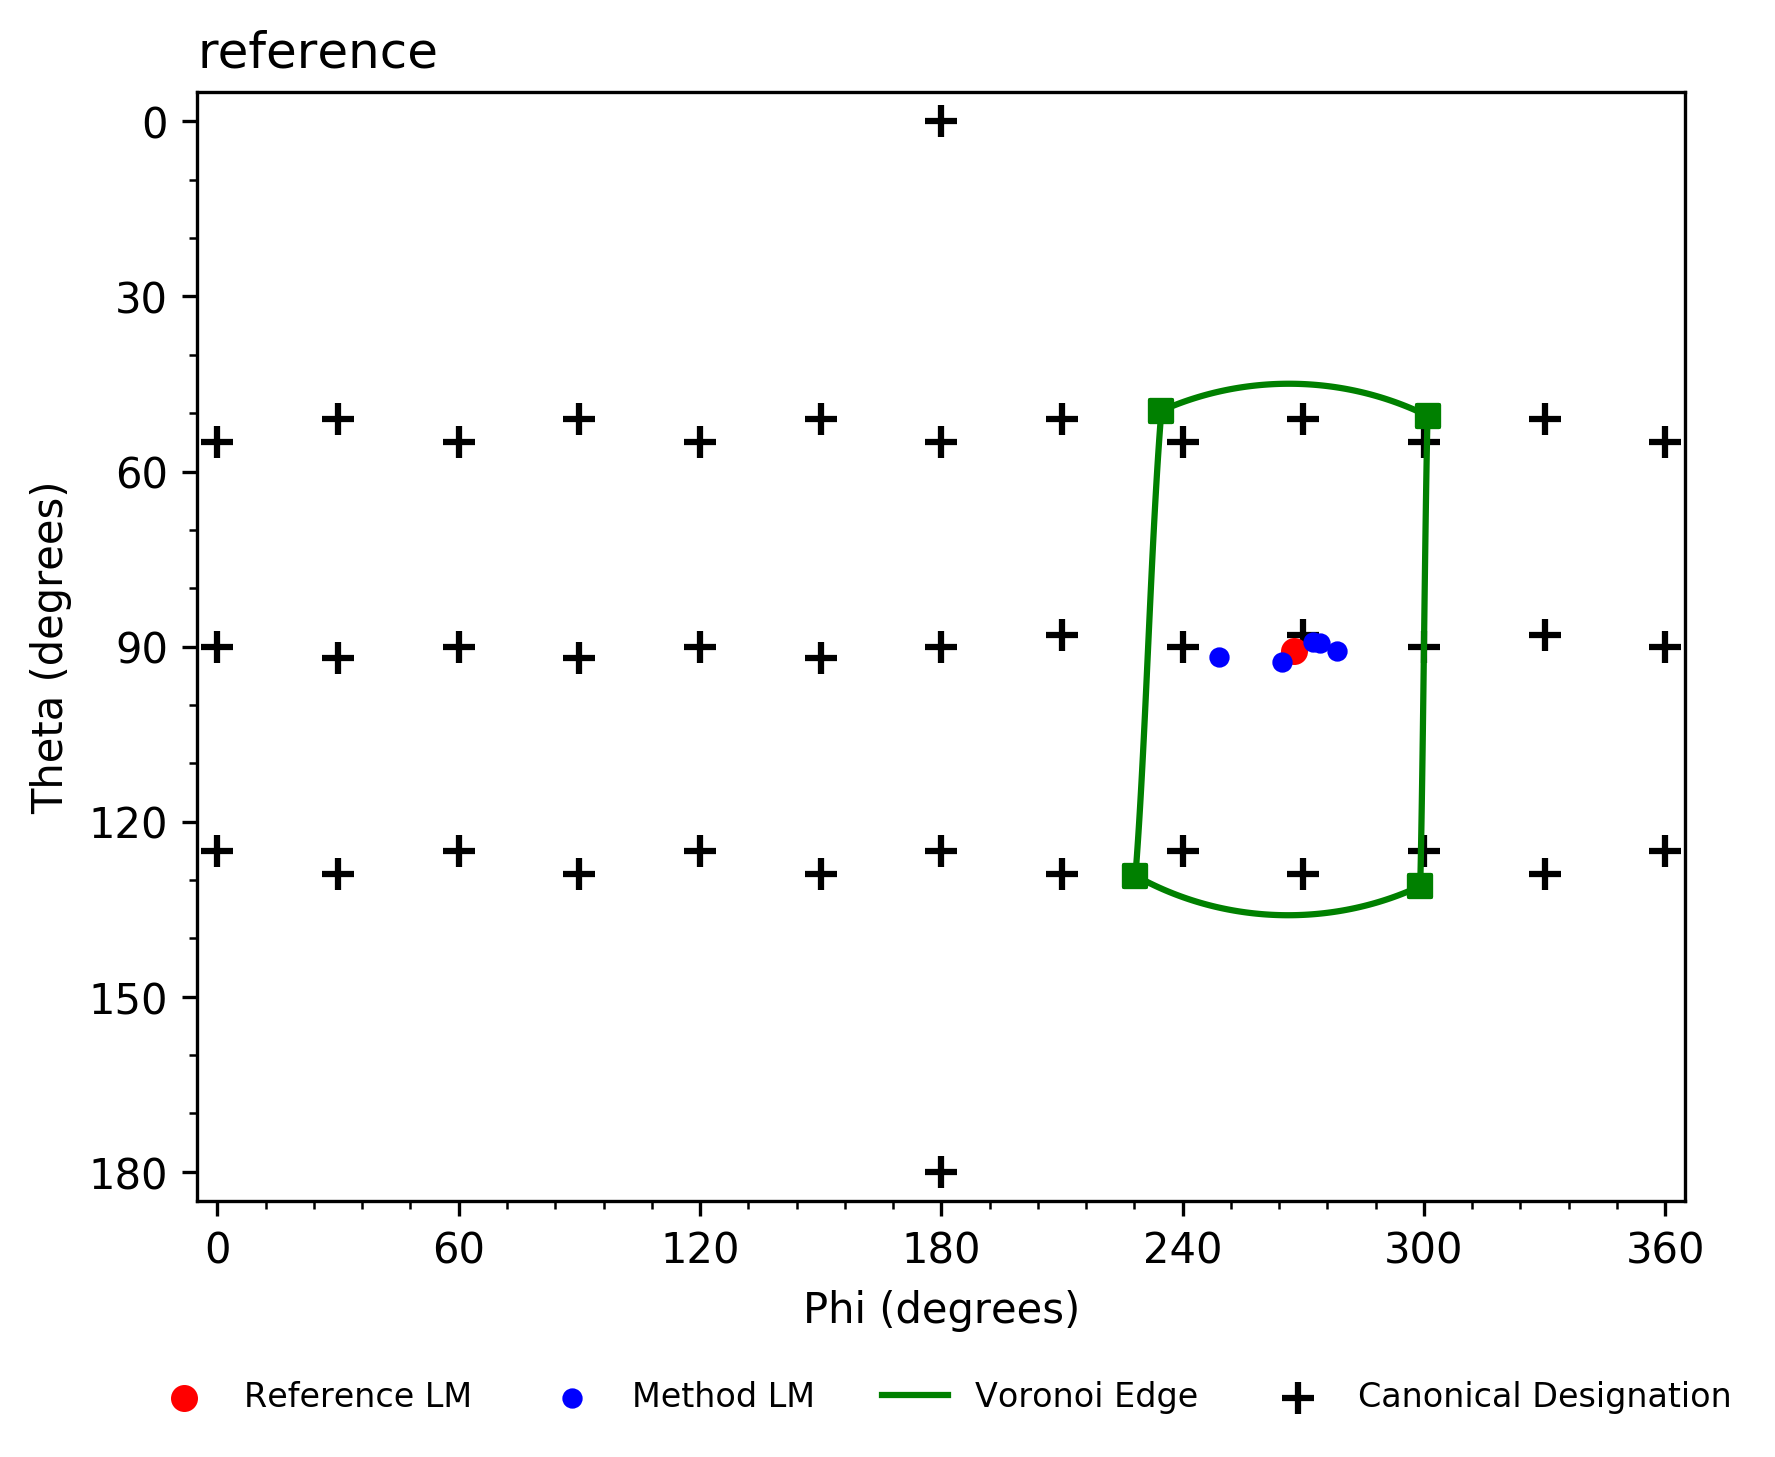 reference
0
30
60
90
120
150
180
Theta (degrees)
0 60 120 180 240 300 360
Phi (degrees)
Reference LM Method LM Voronoi Edge Canonical Designation